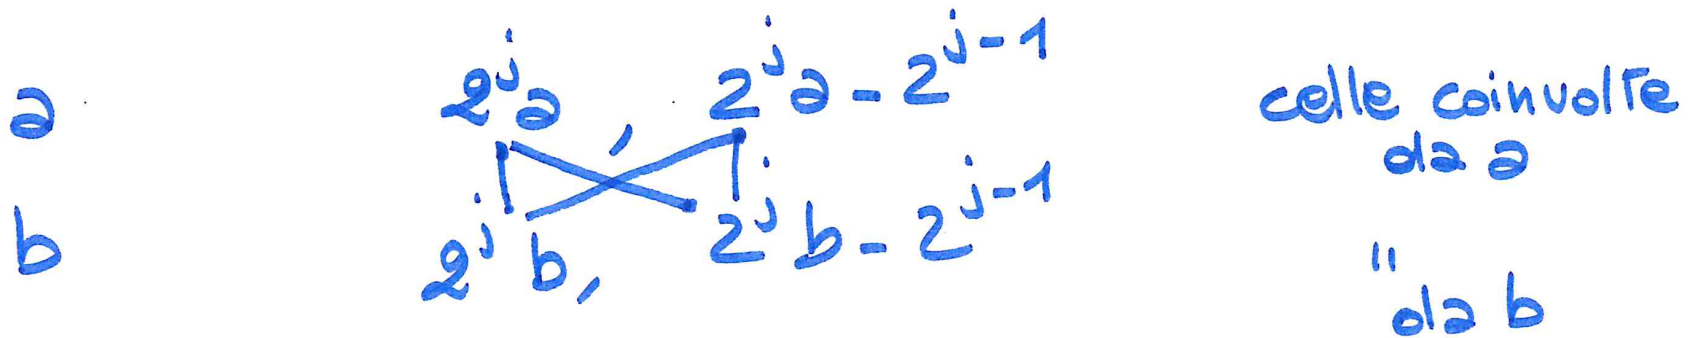 a 2^j a , 2^j a - 2^{j-1} celle coinvolte da a
b 2^j b, 2^j b - 2^{j-1} " da b